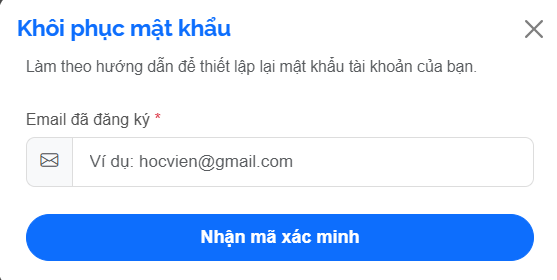 Khôi phục mật khẩu
Làm theo hướng dẫn để thiết lập lại mật khẩu tài khoản của bạn.
Email đã đăng ký *
Ví dụ: hocvien@gmail.com
Nhận mã xác minh